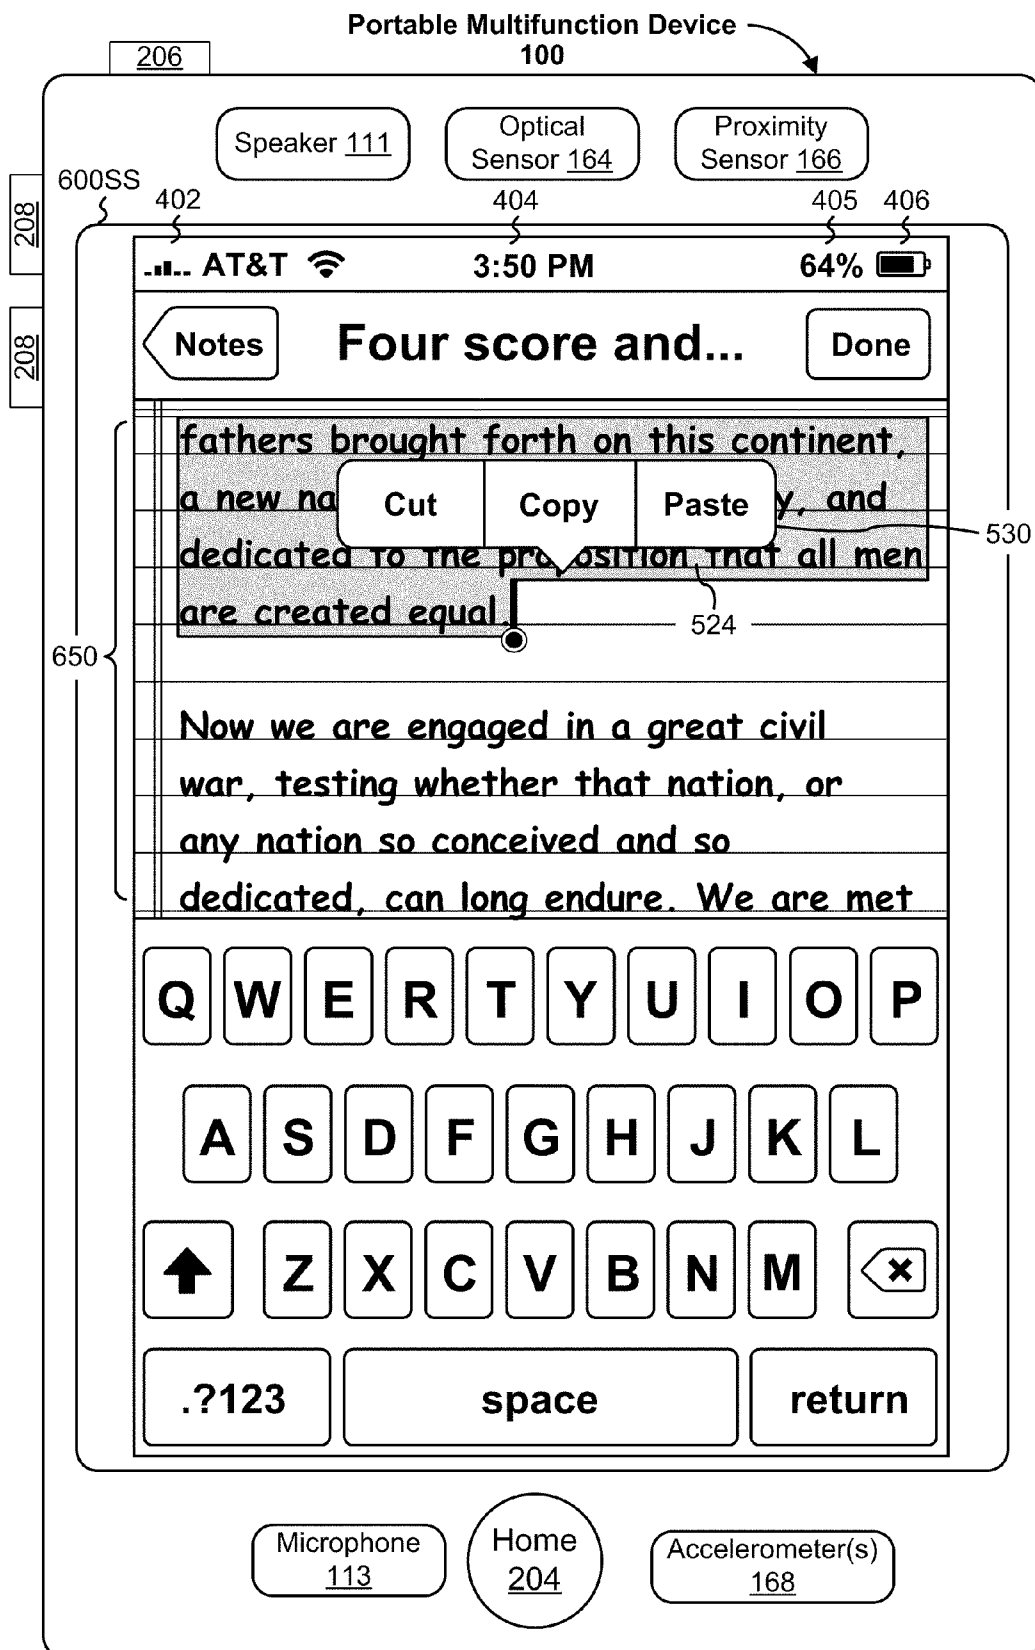 Portable Multifunction Device
100
206
Speaker 111
Optical
Sensor 164
Proximity
Sensor 166
208
208
600SS
402
404
405
406
AT&T 3:50 PM 64%
Notes Four score and... Done
fathers brought forth on this continent,
a new na
Cut Copy Paste
y, and
530
dedicated to the proposition that all men
are created equal.
524
650
Now we are engaged in a great civil
war, testing whether that nation, or
any nation so conceived and so
dedicated, can long endure. We are met
Q W E R T Y U I O P
A S D F G H J K L
Z X C V B N M
.?123 space return
Microphone
113
Home
204
Accelerometer(s)
168